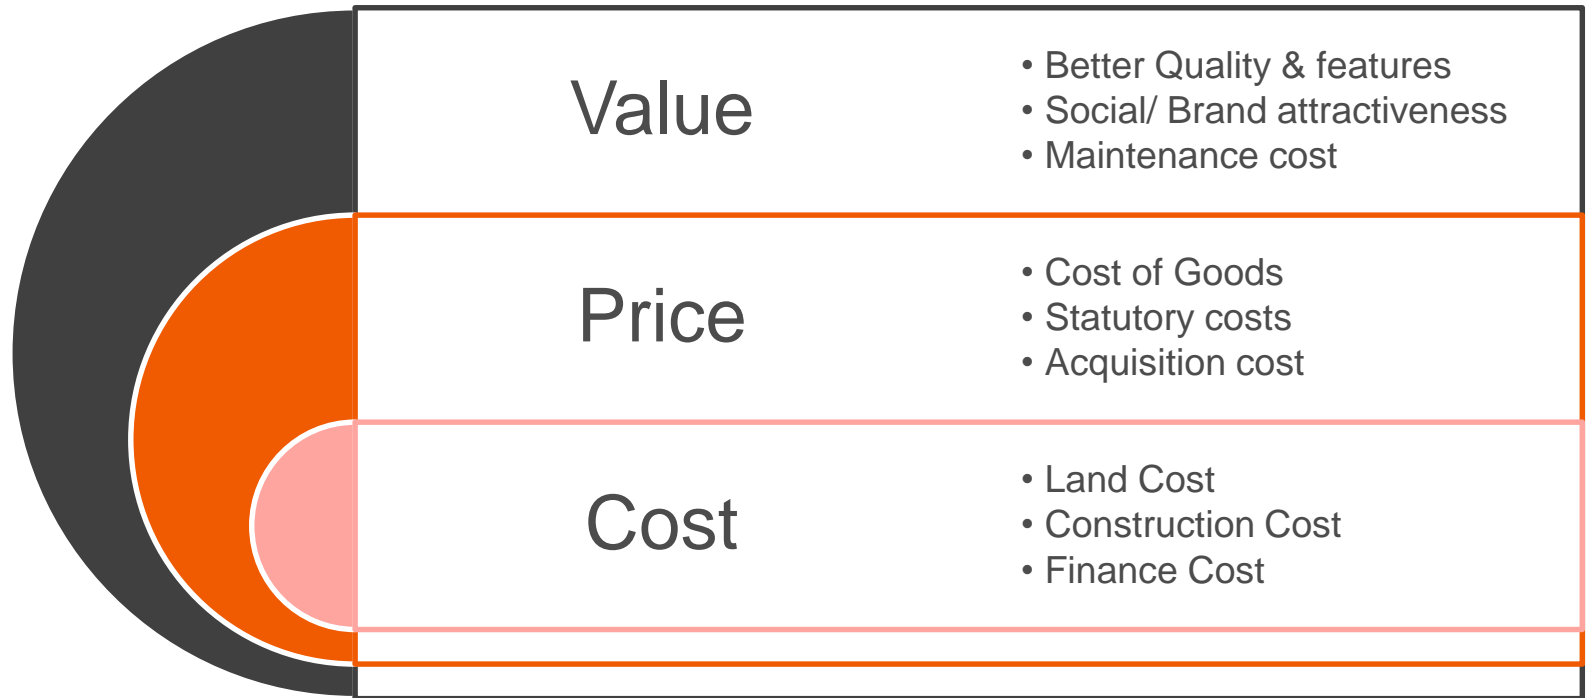 Value
• Better Quality & features
• Social/ Brand attractiveness
• Maintenance cost
Price
• Cost of Goods
• Statutory costs
• Acquisition cost
Cost
• Land Cost
• Construction Cost
• Finance Cost